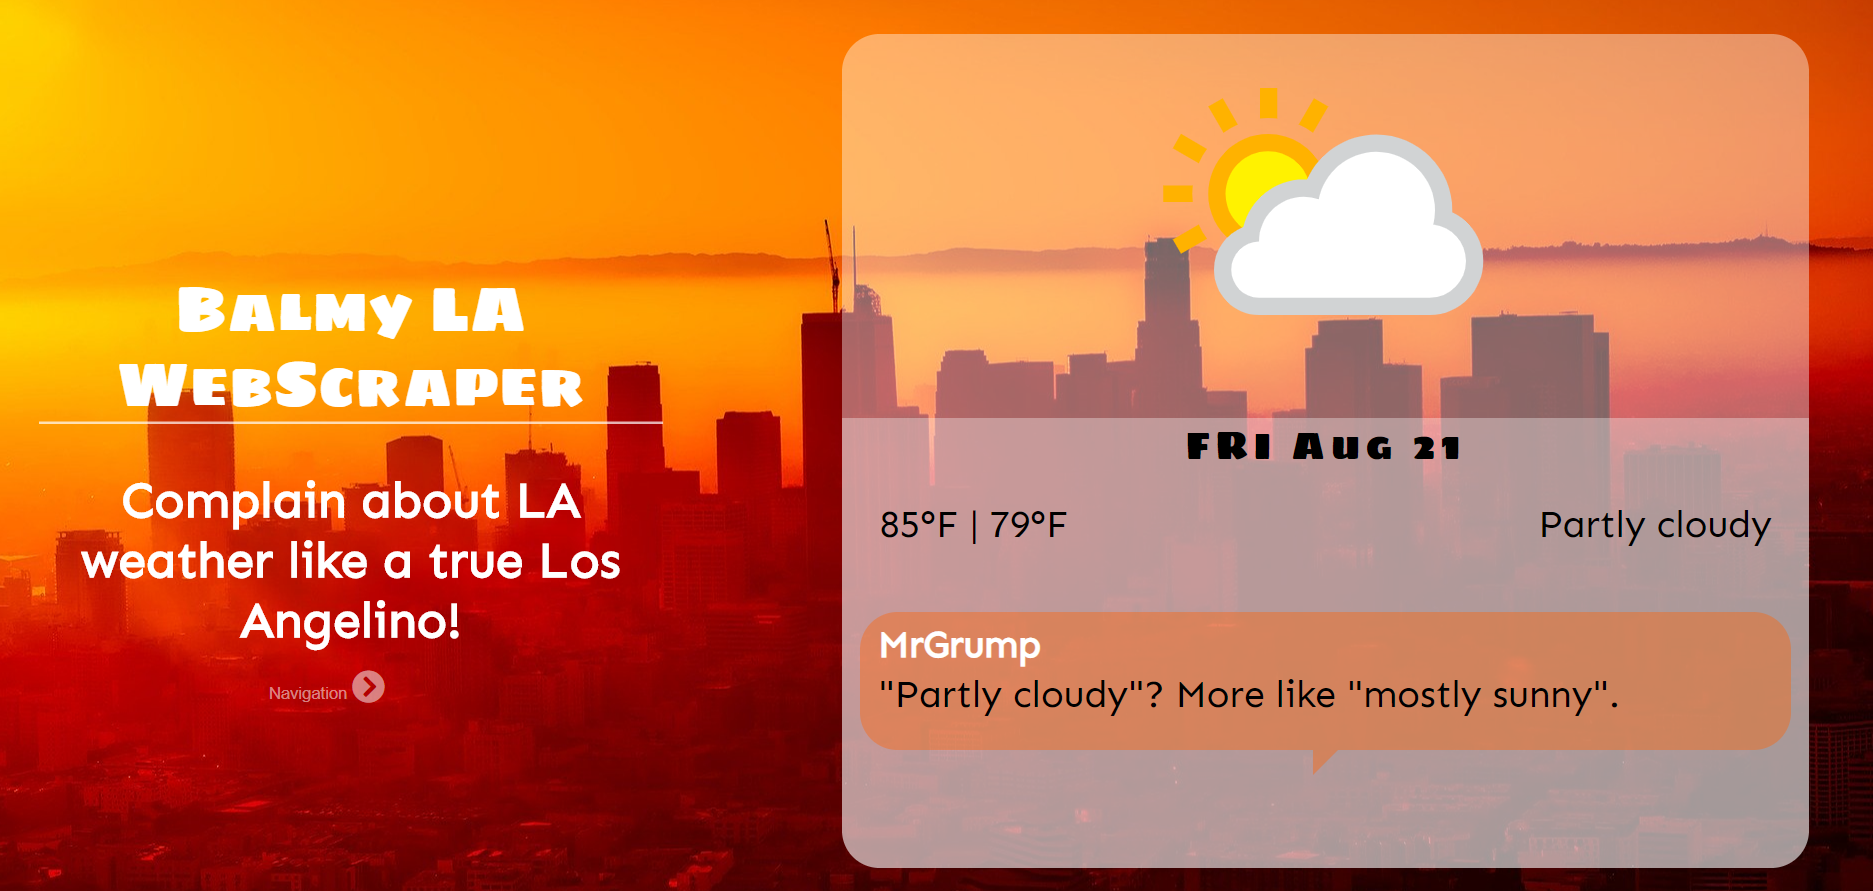 Balmy LA
WebScraper
Complain about LA
weather like a true Los
Angelino!
Navigation
FRI Aug 21
85°F | 79°F
Partly cloudy
MrGrump
"Partly cloudy"? More like "mostly sunny".